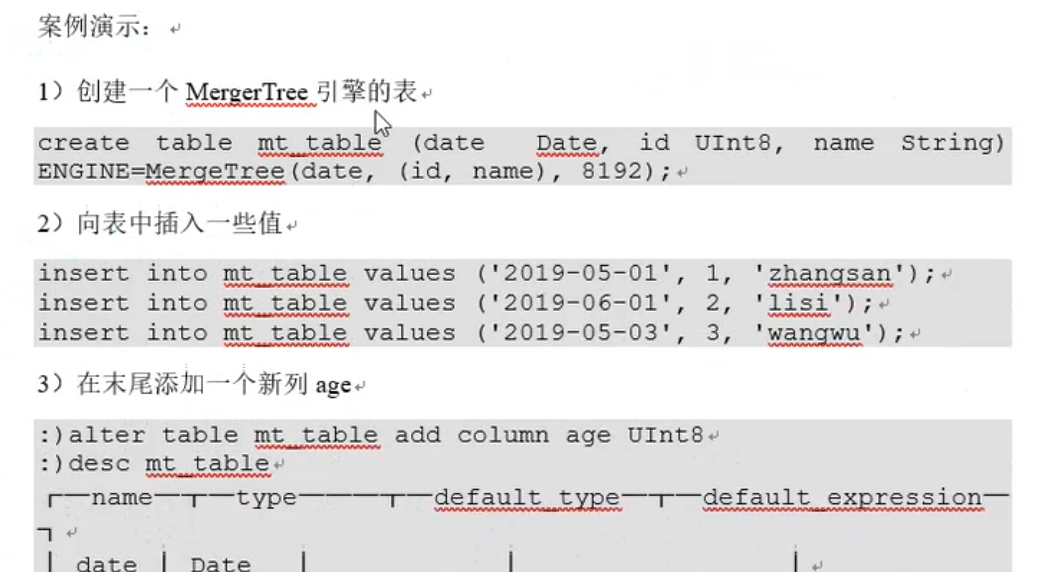 案例演示：
1）创建一个 MergerTree 引擎的表
create table mt_table (date Date, id UInt8, name String)
ENGINE=MergeTree(date, (id, name), 8192);
2）向表中插入一些值
insert into mt_table values ('2019-05-01', 1, 'zhangsan');
insert into mt_table values ('2019-06-01', 2, 'lisi');
insert into mt_table values ('2019-05-03', 3, 'wangwu');
3）在末尾添加一个新列 age
:)alter table mt_table add column age UInt8
:)desc mt_table
┌─name─┬─type────┬─default_type─┬─default_expression─
┐
│ date │ Date │ │ │